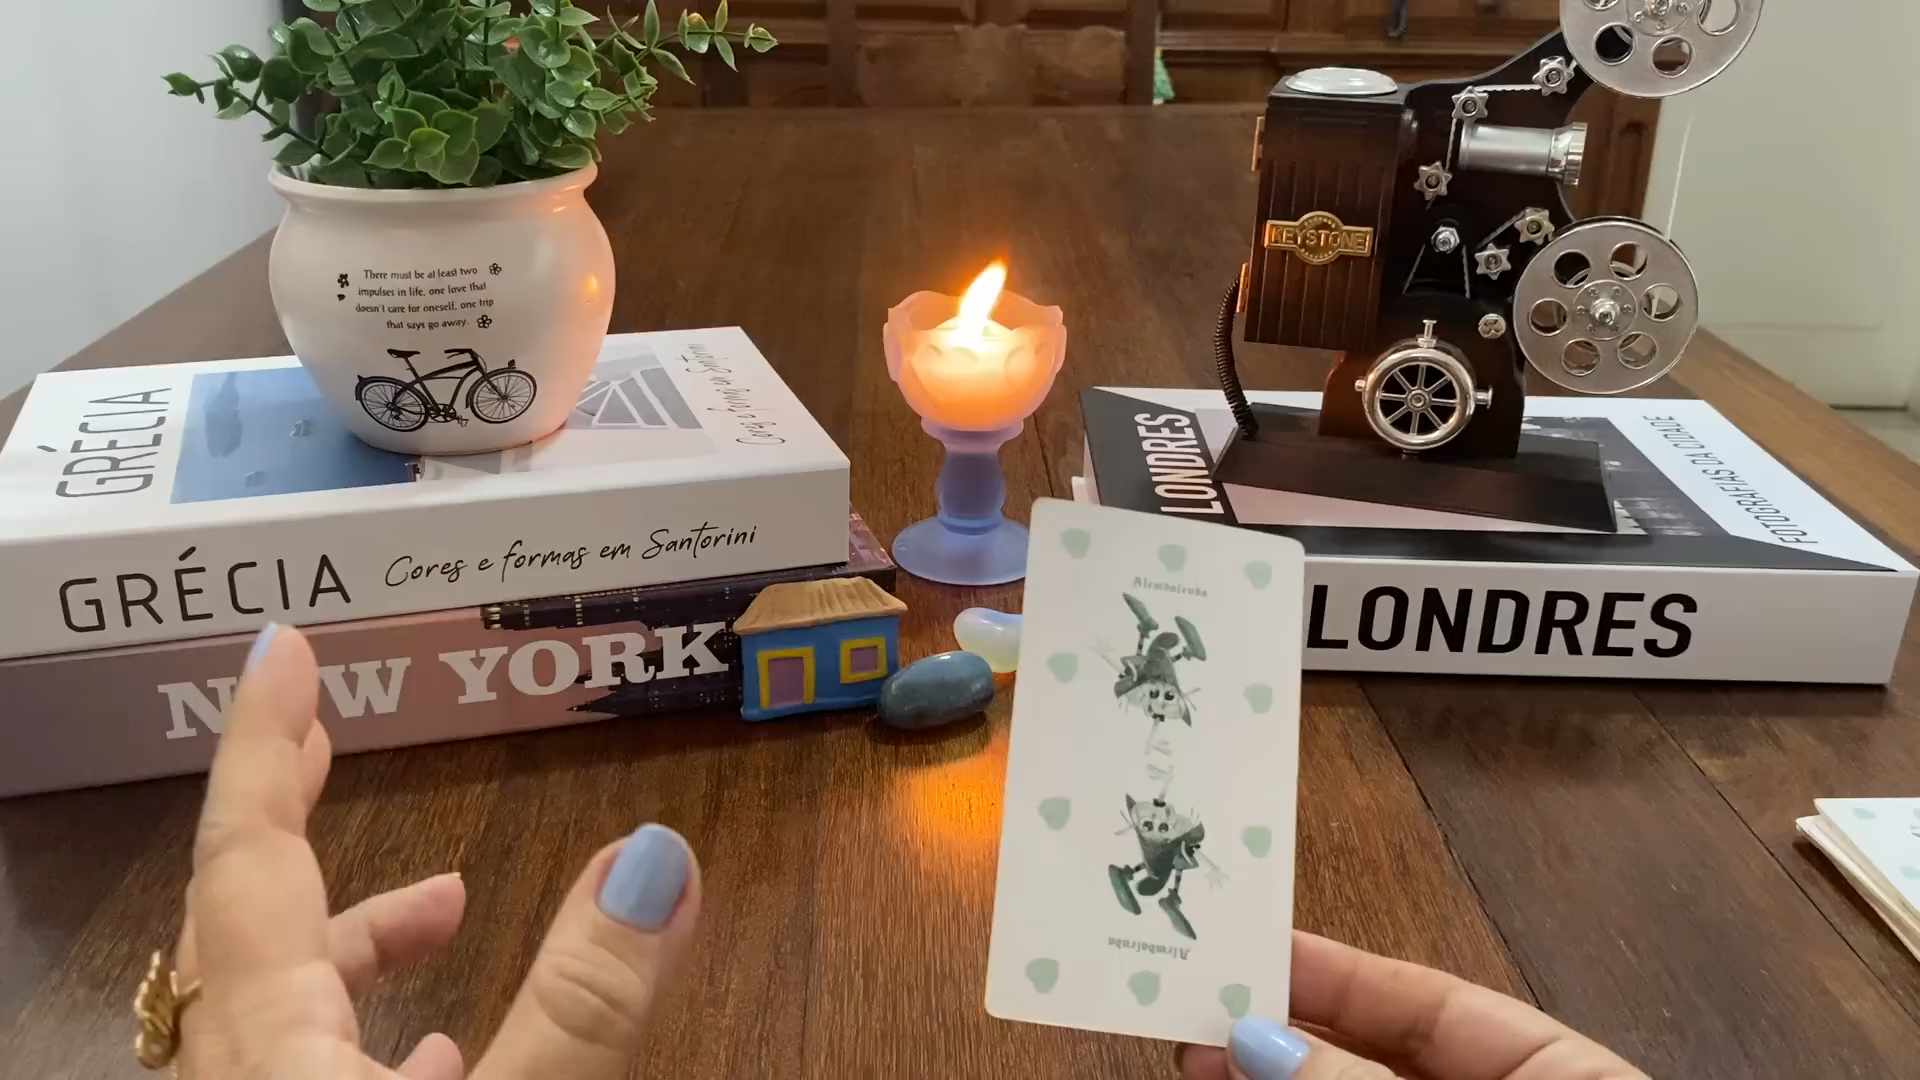 There must be at least two
impulses in life, one love that
doesn't care for oneself, one trip
that says go away.
KEYSTONE
GRÉCIA
Cores e formas em Santorini
GRÉCIA
Cores e formas em Santorini
NEW YORK
LONDRES
FOTOGRAFIAS DA CIDADE
LONDRES